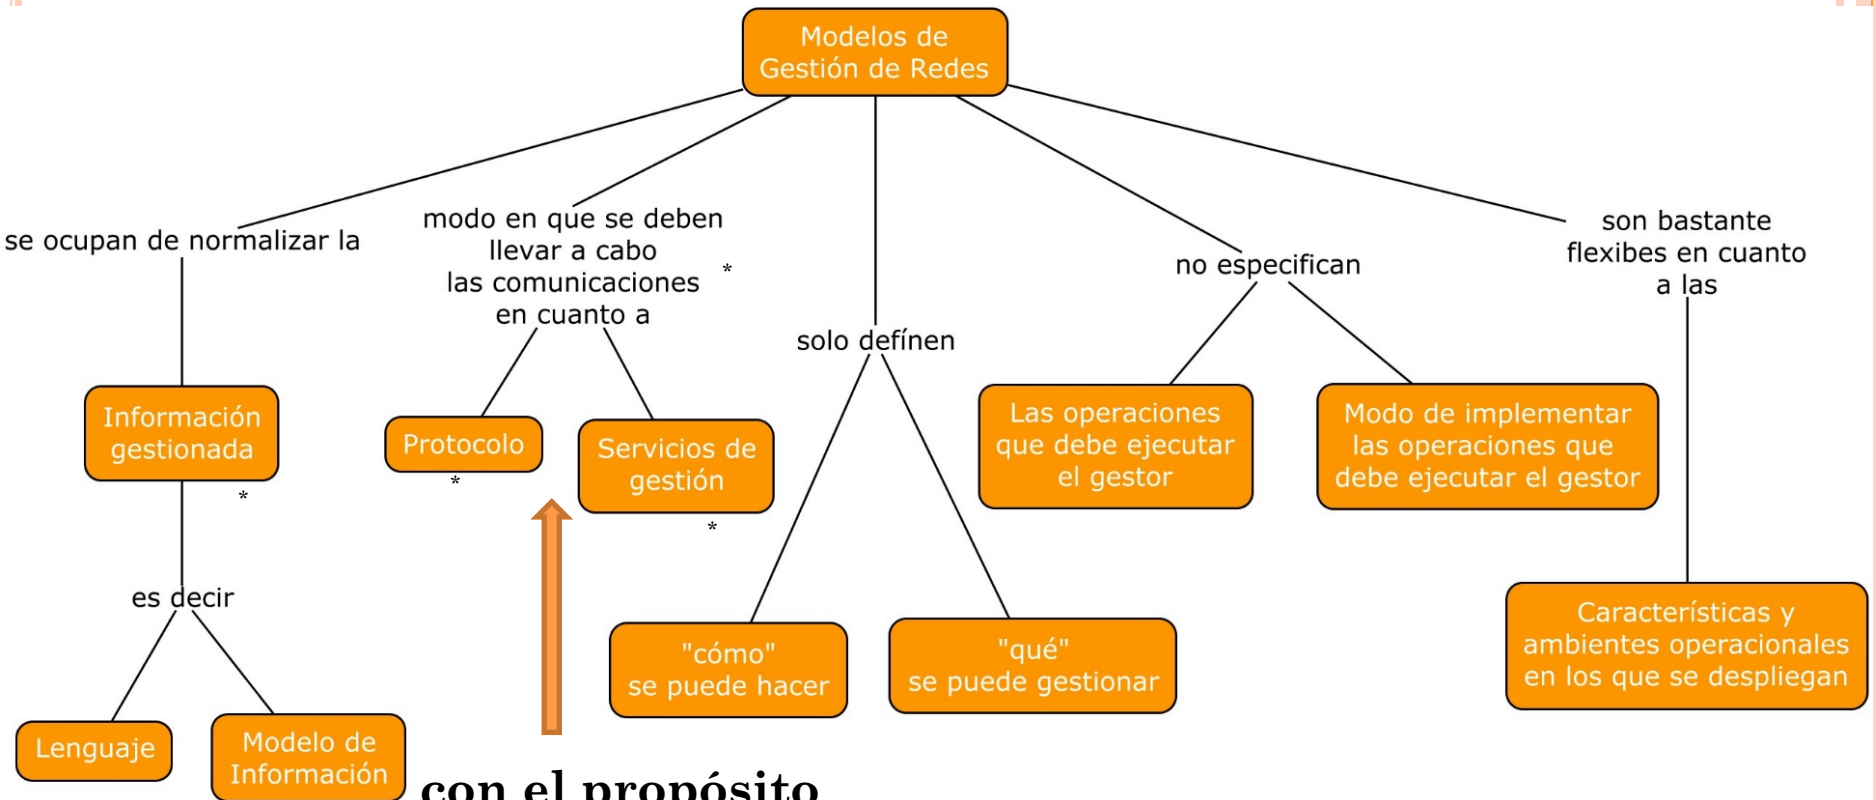 Modelos de
Gestión de Redes
se ocupan de normalizar la
Información
gestionada
*
es decir
Lenguaje
Modelo de
Información
modo en que se deben
llevar a cabo
las comunicaciones *
en cuanto a
Protocolo
*
Servicios de
gestión
*
solo defínen
"cómo"
se puede hacer
"qué"
se puede gestionar
no especifican
Las operaciones
que debe ejecutar
el gestor
Modo de implementar
las operaciones que
debe ejecutar el gestor
son bastante
flexibes en cuanto
a las
Características y
ambientes operacionales
en los que se despliegan
con el propósito